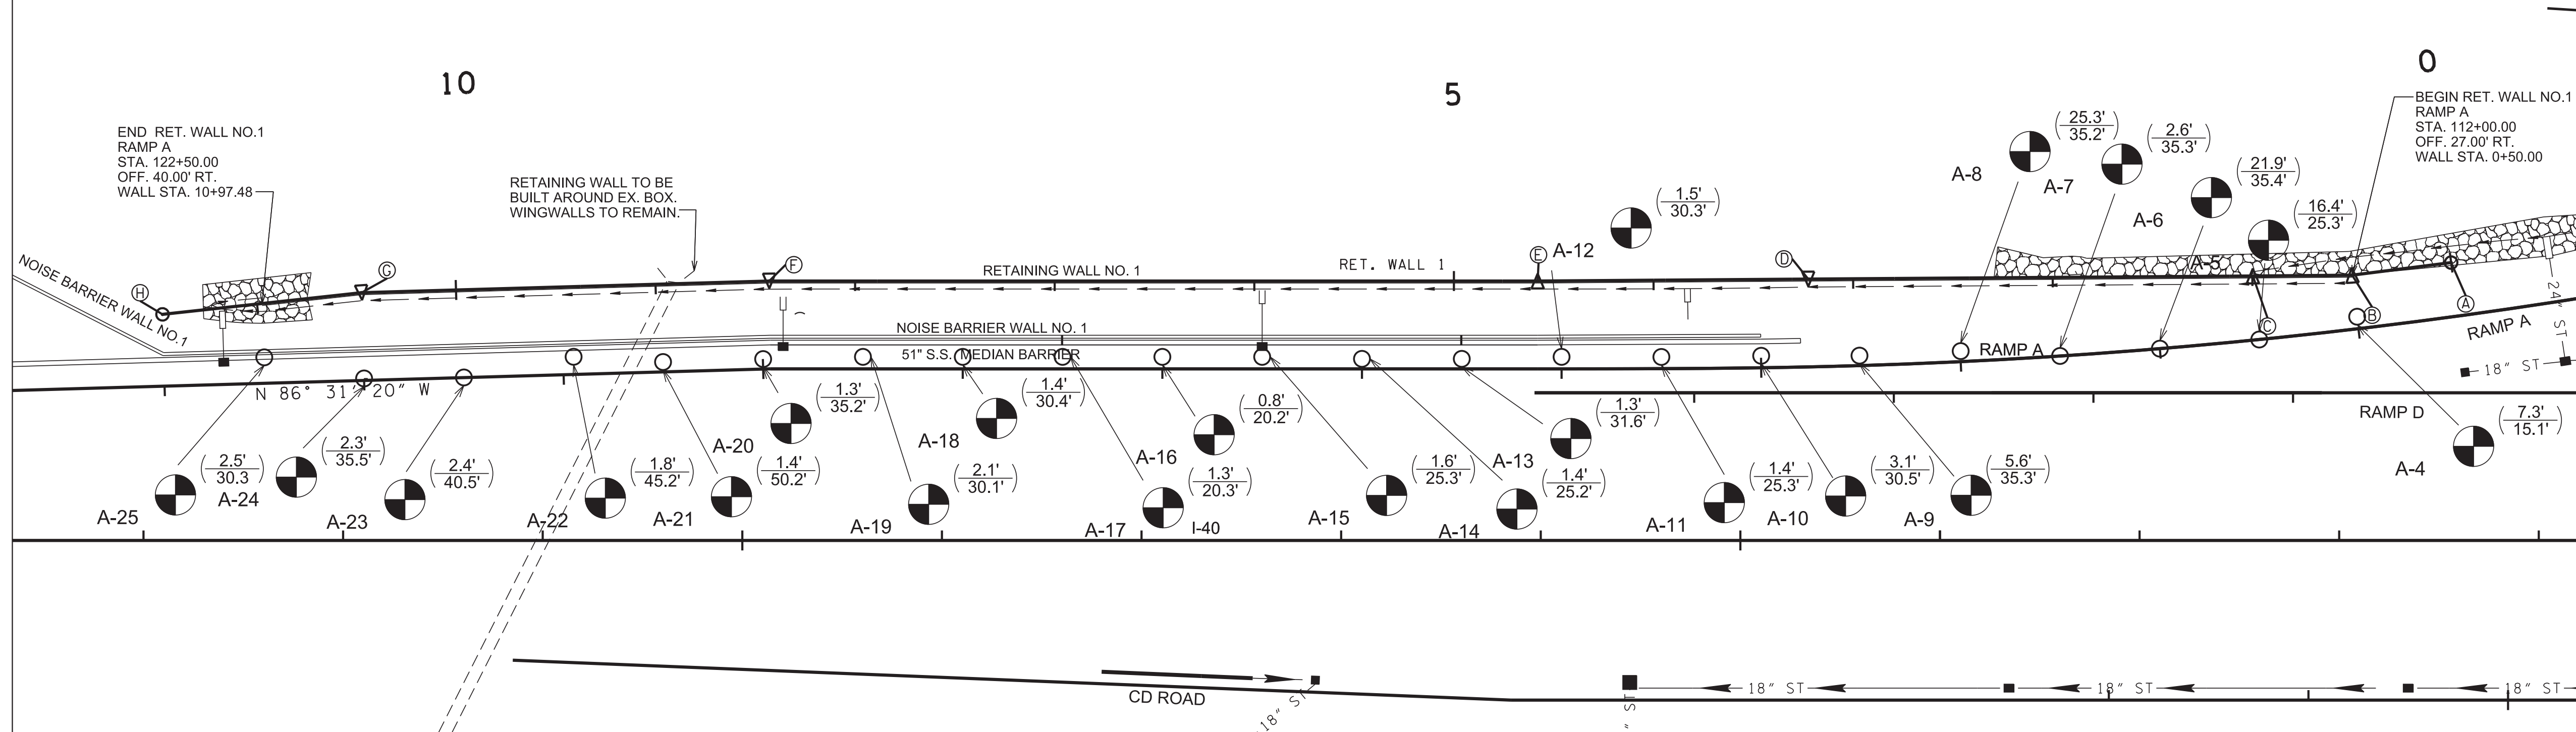 10
5
0
END RET. WALL NO.1
RAMP A
STA. 122+50.00
OFF. 40.00' RT.
WALL STA. 10+97.48
RETAINING WALL TO BE
BUILT AROUND EX. BOX.
WINGWALLS TO REMAIN.
BEGIN RET. WALL NO.1
RAMP A
STA. 112+00.00
OFF. 27.00' RT.
WALL STA. 0+50.00
A-8
25.3'
35.2'
A-7
2.6'
35.3'
A-6
21.9'
35.4'
A-5
16.4'
25.3'
A-12
1.5'
30.3'
NOISE BARRIER WALL NO.1
H
G
F
E
D
C
B
A
RETAINING WALL NO. 1
RET. WALL 1
NOISE BARRIER WALL NO. 1
51" S.S. MEDIAN BARRIER
RAMP A
RAMP A
24" ST
18" ST
N 86° 31' 20" W
RAMP D
A-25
2.5'
30.3
A-24
2.3'
35.5'
A-23
2.4'
40.5'
A-22
1.8'
45.2'
A-21
1.4'
50.2'
A-20
1.3'
35.2'
A-19
2.1'
30.1'
A-18
1.4'
30.4'
A-17
1.3'
20.3'
A-16
0.8'
20.2'
A-15
1.6'
25.3'
A-14
1.4'
25.2'
A-13
1.3'
31.6'
A-11
1.4'
25.3'
A-10
3.1'
30.5'
A-9
5.6'
35.3'
A-4
7.3'
15.1'
I-40
CD ROAD
18" ST
" ST
18" ST
18" ST
18" ST